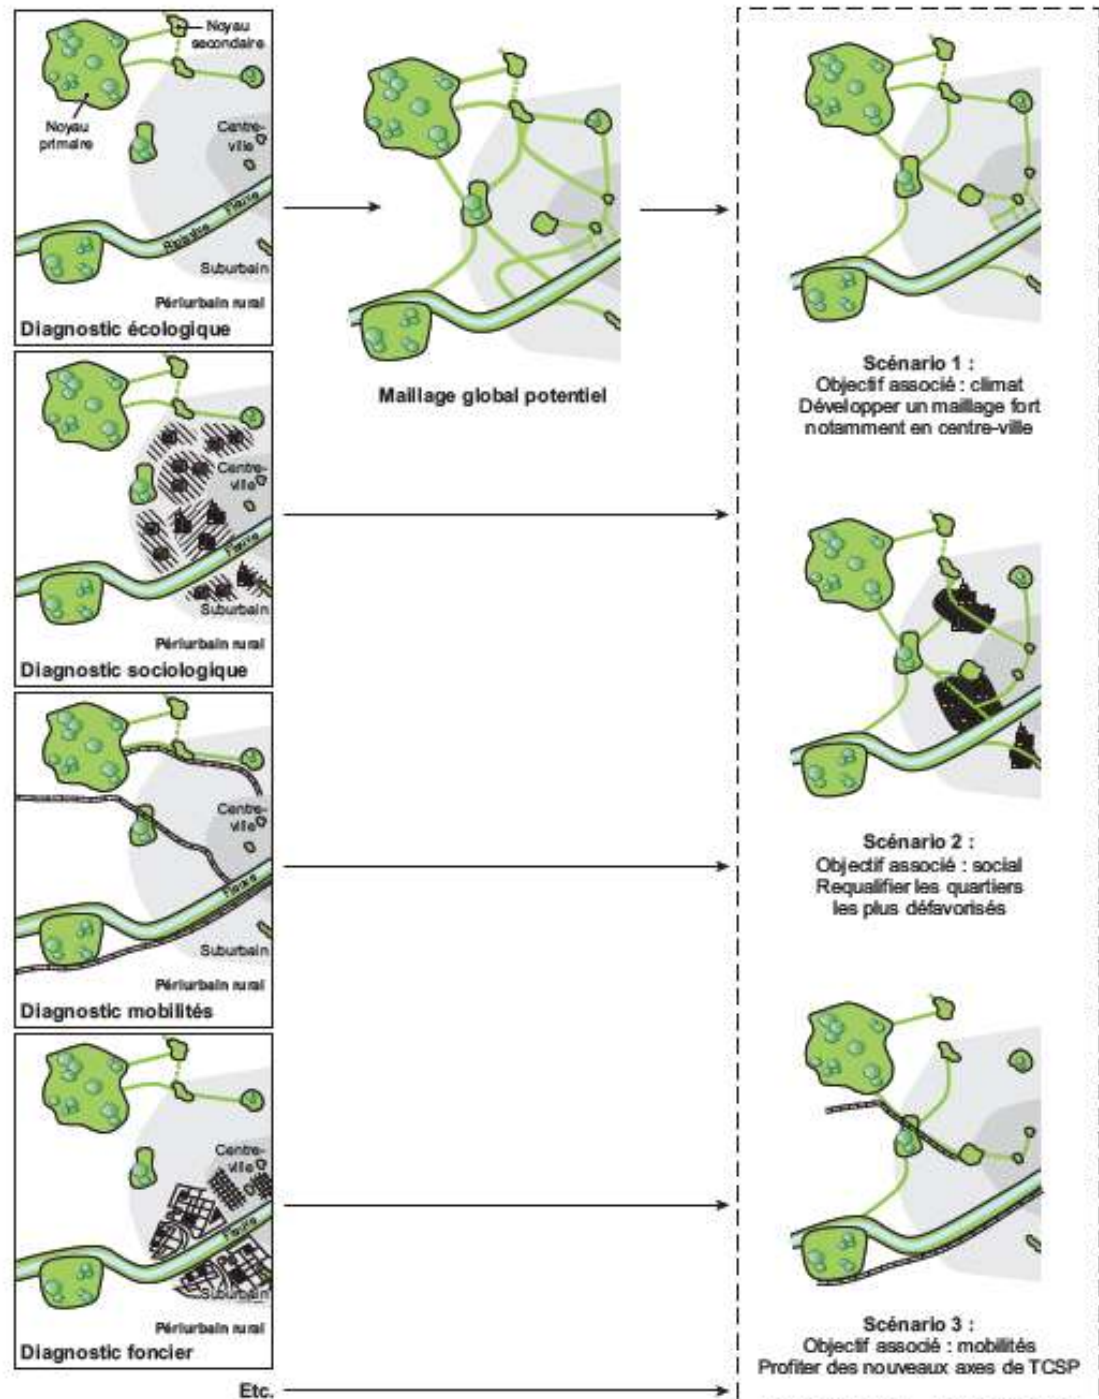 Noyau
secondaire
Noyau
primaire
Centre-
ville
Fleuve
Ripisylve
Suburbain
Périurbain rural
Diagnostic écologique
Maillage global potentiel
Scénario 1 :
Objectif associé : climat
Développer un maillage fort
notamment en centre-ville
Centre-
ville
Fleuve
Suburbain
Périurbain rural
Diagnostic sociologique
Scénario 2 :
Objectif associé : social
Requalifier les quartiers
les plus défavorisés
Centre-
ville
Fleuve
Suburbain
Périurbain rural
Diagnostic mobilités
Centre-
ville
Fleuve
Suburbain
Périurbain rural
Diagnostic foncier
Scénario 3 :
Objectif associé : mobilités
Profiter des nouveaux axes de TCSP
Etc.